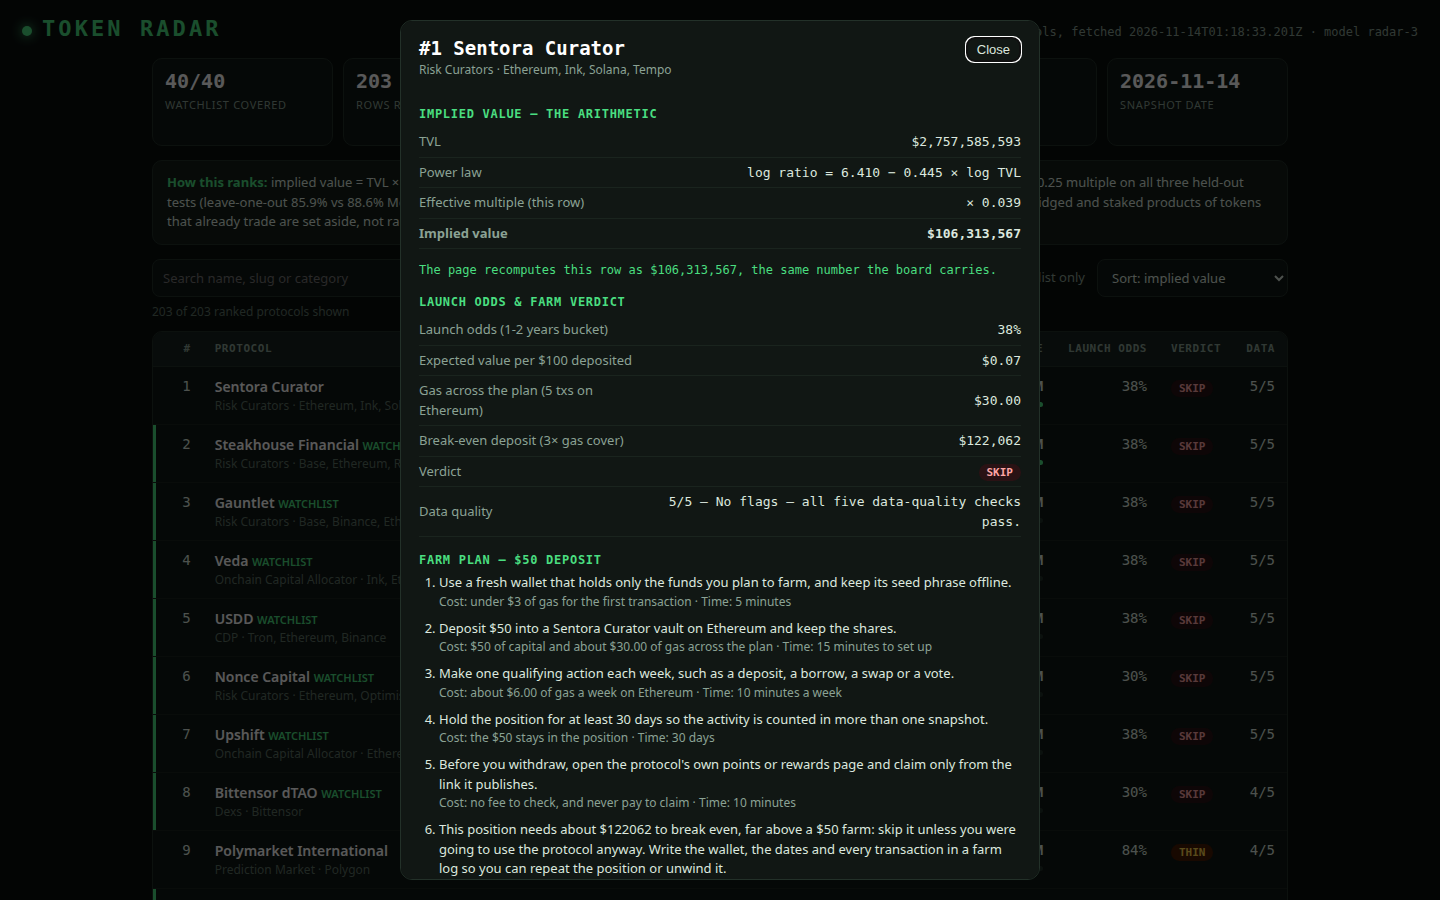 TOKEN RADAR
ols, fetched 2026-11-14T01:18:33.201Z · model radar-3
40/40
WATCHLIST COVERED
203
ROWS R
2026-11-14
SNAPSHOT DATE
How this ranks: implied value = TVL ×
0.25 multiple on all three held-out
tests (leave-one-out 85.9% vs 88.6% M
idged and staked products of tokens
that already trade are set aside, not ra
Search name, slug or category
list only
Sort: implied value
203 of 203 ranked protocols shown
# PROTOCOL
LAUNCH ODDS VERDICT DATA
1 Sentora Curator
Risk Curators · Ethereum, Ink, Sol
38% SKIP 5/5
2 Steakhouse Financial WATCH
Risk Curators · Base, Ethereum, R
38% SKIP 5/5
3 Gauntlet WATCHLIST
Risk Curators · Base, Binance, Eth
38% SKIP 5/5
4 Veda WATCHLIST
Onchain Capital Allocator · Ink, Et
38% SKIP 5/5
5 USDD WATCHLIST
CDP · Tron, Ethereum, Binance
38% SKIP 5/5
6 Nonce Capital WATCHLIST
Risk Curators · Ethereum, Optimi
30% SKIP 5/5
7 Upshift WATCHLIST
Onchain Capital Allocator · Ethere
38% SKIP 5/5
8 Bittensor dTAO WATCHLIST
Dexs · Bittensor
30% SKIP 4/5
9 Polymarket International
Prediction Market · Polygon
84% THIN 4/5
#1 Sentora Curator
Close
Risk Curators · Ethereum, Ink, Solana, Tempo
IMPLIED VALUE — THE ARITHMETIC
TVL $2,757,585,593
Power law log ratio = 6.410 − 0.445 × log TVL
Effective multiple (this row) × 0.039
Implied value $106,313,567
The page recomputes this row as $106,313,567, the same number the board carries.
LAUNCH ODDS & FARM VERDICT
Launch odds (1-2 years bucket) 38%
Expected value per $100 deposited $0.07
Gas across the plan (5 txs on
Ethereum) $30.00
Break-even deposit (3× gas cover) $122,062
Verdict SKIP
Data quality 5/5 — No flags — all five data-quality checks
pass.
FARM PLAN — $50 DEPOSIT
1. Use a fresh wallet that holds only the funds you plan to farm, and keep its seed phrase offline.
Cost: under $3 of gas for the first transaction · Time: 5 minutes
2. Deposit $50 into a Sentora Curator vault on Ethereum and keep the shares.
Cost: $50 of capital and about $30.00 of gas across the plan · Time: 15 minutes to set up
3. Make one qualifying action each week, such as a deposit, a borrow, a swap or a vote.
Cost: about $6.00 of gas a week on Ethereum · Time: 10 minutes a week
4. Hold the position for at least 30 days so the activity is counted in more than one snapshot.
Cost: the $50 stays in the position · Time: 30 days
5. Before you withdraw, open the protocol's own points or rewards page and claim only from the
link it publishes.
Cost: no fee to check, and never pay to claim · Time: 10 minutes
6. This position needs about $122062 to break even, far above a $50 farm: skip it unless you were
going to use the protocol anyway. Write the wallet, the dates and every transaction in a farm
log so you can repeat the position or unwind it.